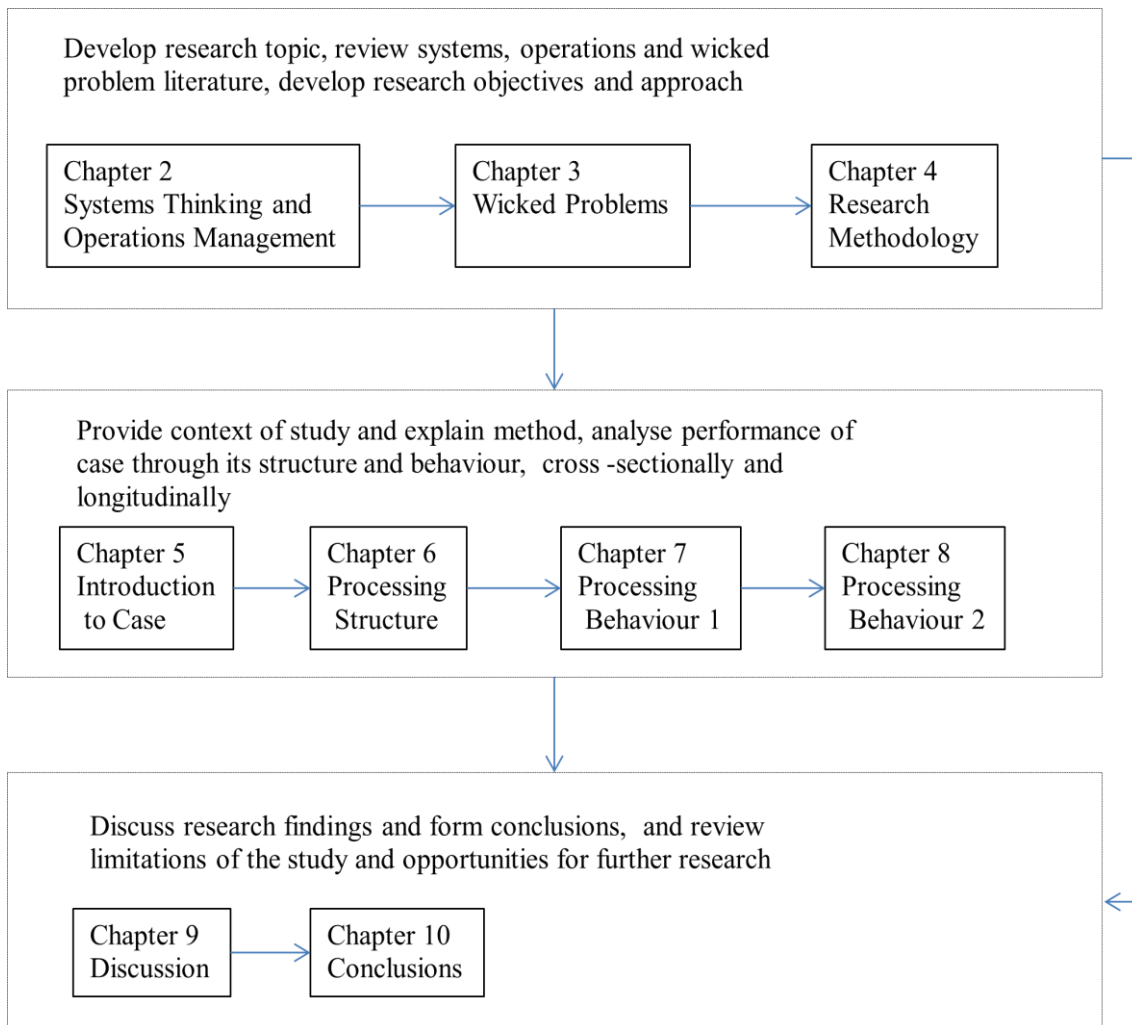 Develop research topic, review systems, operations and wicked
problem literature, develop research objectives and approach
Chapter 2
Systems Thinking and
Operations Management
Chapter 3
Wicked Problems
Chapter 4
Research
Methodology
Provide context of study and explain method, analyse performance of
case through its structure and behaviour, cross -sectionally and
longitudinally
Chapter 5
Introduction
to Case
Chapter 6
Processing
Structure
Chapter 7
Processing
Behaviour 1
Chapter 8
Processing
Behaviour 2
Discuss research findings and form conclusions, and review
limitations of the study and opportunities for further research
Chapter 9
Discussion
Chapter 10
Conclusions